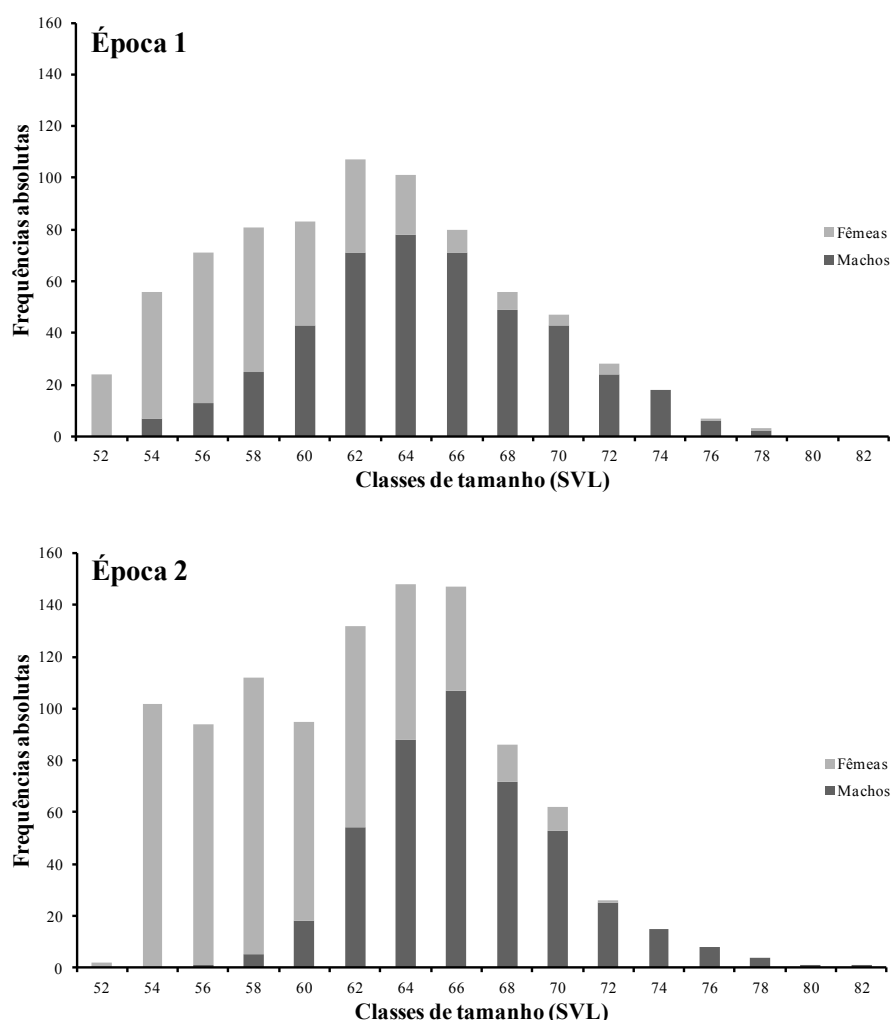 Época 1
Frequências absolutas
160
140
120
100
80
60
40
20
0
52 54 56 58 60 62 64 66 68 70 72 74 76 78 80 82
Classes de tamanho (SVL)
Fêmeas
Machos
Época 2
Frequências absolutas
160
140
120
100
80
60
40
20
0
52 54 56 58 60 62 64 66 68 70 72 74 76 78 80 82
Classes de tamanho (SVL)
Fêmeas
Machos